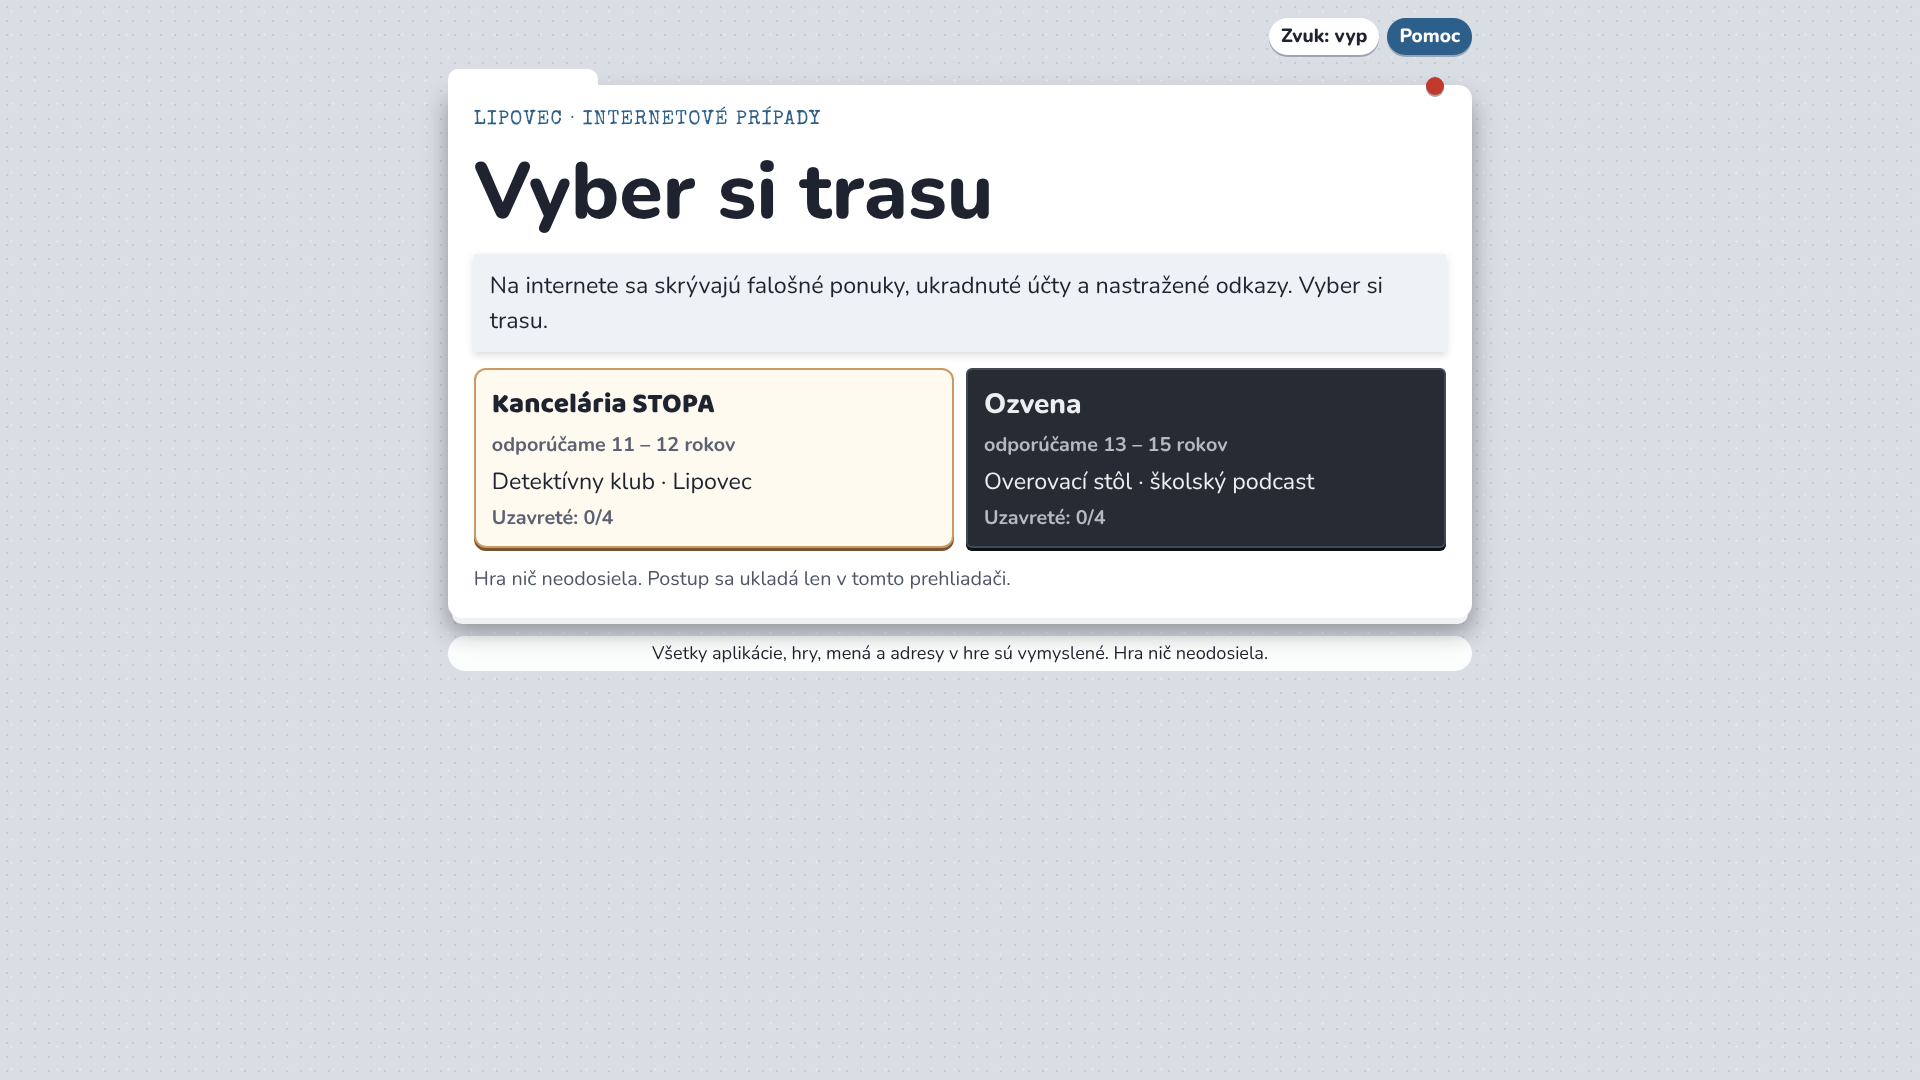 Zvuk: vyp
Pomoc
LIPOVEC · INTERNETOVÉ PRÍPADY
Vyber si trasu
Na internete sa skrývajú falošné ponuky, ukradnuté účty a nastražené odkazy. Vyber si
trasu.
Kancelária STOPA
odporúčame 11 – 12 rokov
Detektívny klub · Lipovec
Uzavreté: 0/4
Ozvena
odporúčame 13 – 15 rokov
Overovací stôl · školský podcast
Uzavreté: 0/4
Hra nič neodosiela. Postup sa ukladá len v tomto prehliadači.
Všetky aplikácie, hry, mená a adresy v hre sú vymyslené. Hra nič neodosiela.